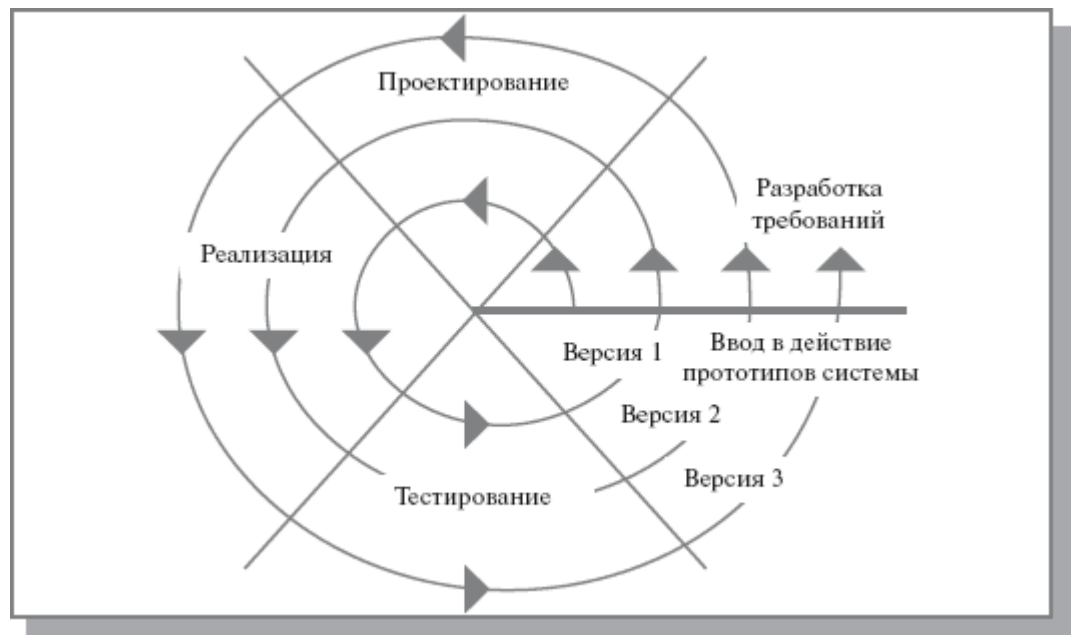 Проектирование
Разработка
требований
Реализация
Версия 1
Ввод в действие
прототипов системы
Версия 2
Версия 3
Тестирование